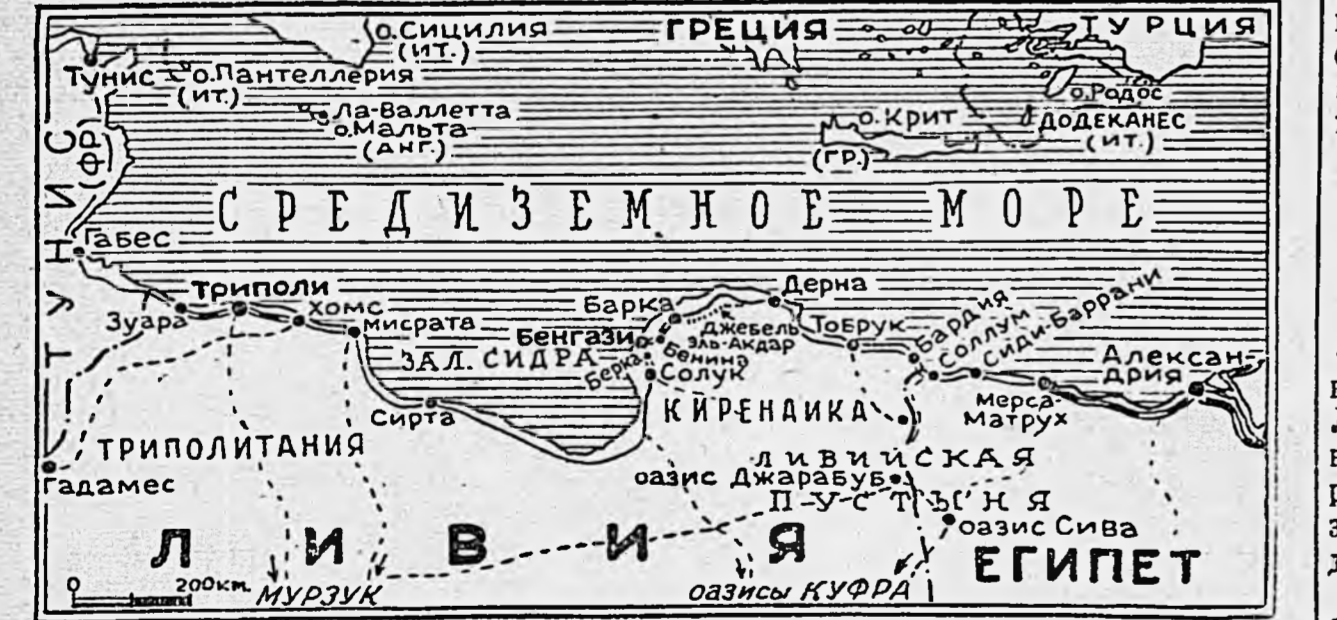 о. СИЦИЛИЯ
(ИТ.)
ГРЕЦИЯ
ТУРЦИЯ
Тунис
о. Пантеллерия
(ИТ.)
Ла-Валлетта
о. Мальта
(АНГ.)
о. Крит
(ГР.)
о. Родос
ДОДЕКАНЕС
(ИТ.)
ТУНИС
(ФР)
СРЕДИЗЕМНОЕ МОРЕ
Габес
Зуара
Триполи
Хомс
Мисрата
ЗАЛ. СИДРА
Сирта
Барка
Бенгази
Берка
Бенина
Солук
Джебель
эль-Акдар
Дерна
Тобрук
Бардия
Соллум
Сиди-Баррани
Мерса-
Матрух
Алексан-
дрия
КИРЕНАИКА
ТРИПОЛИТАНИЯ
Гадамес
ЛИВИЙСКАЯ
ПУСТЫНЯ
оазис Джарабуб
оазис Сива
ЛИВИЯ
ЕГИПЕТ
0 200км.
МУРЗУК
оазисы КУФРА